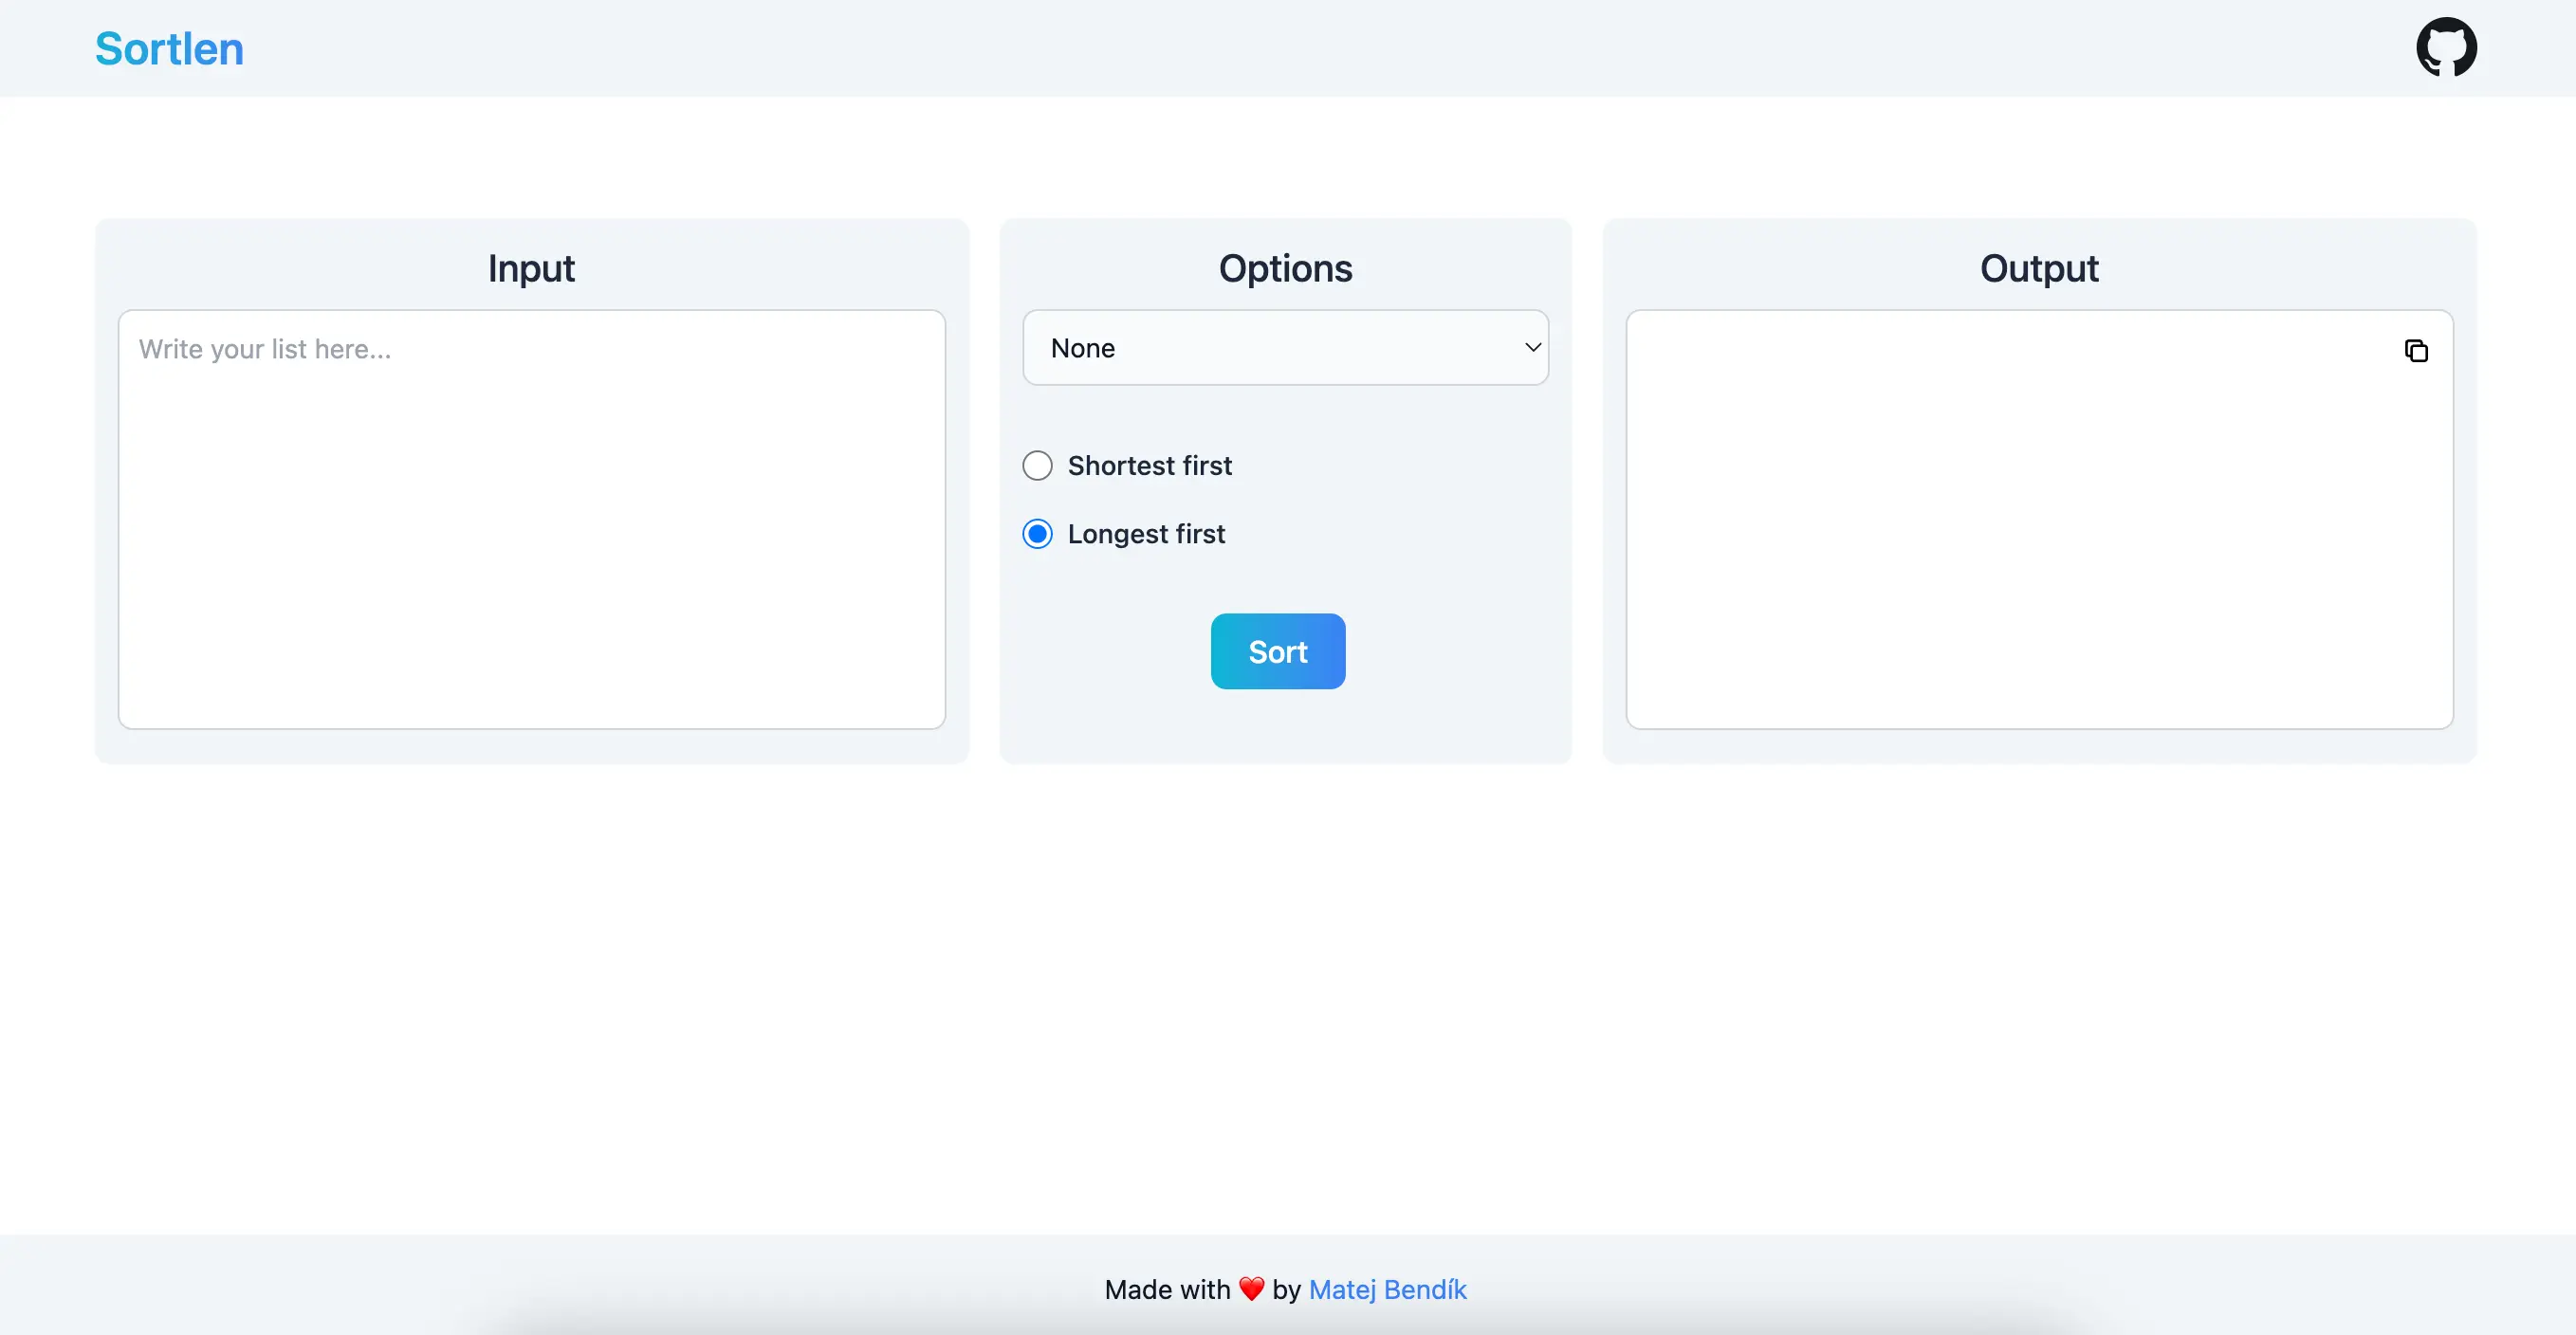 Sortlen
Input
Write your list here...
Options
None
Shortest first
Longest first
Sort
Output
Made with ❤️ by Matej Bendík